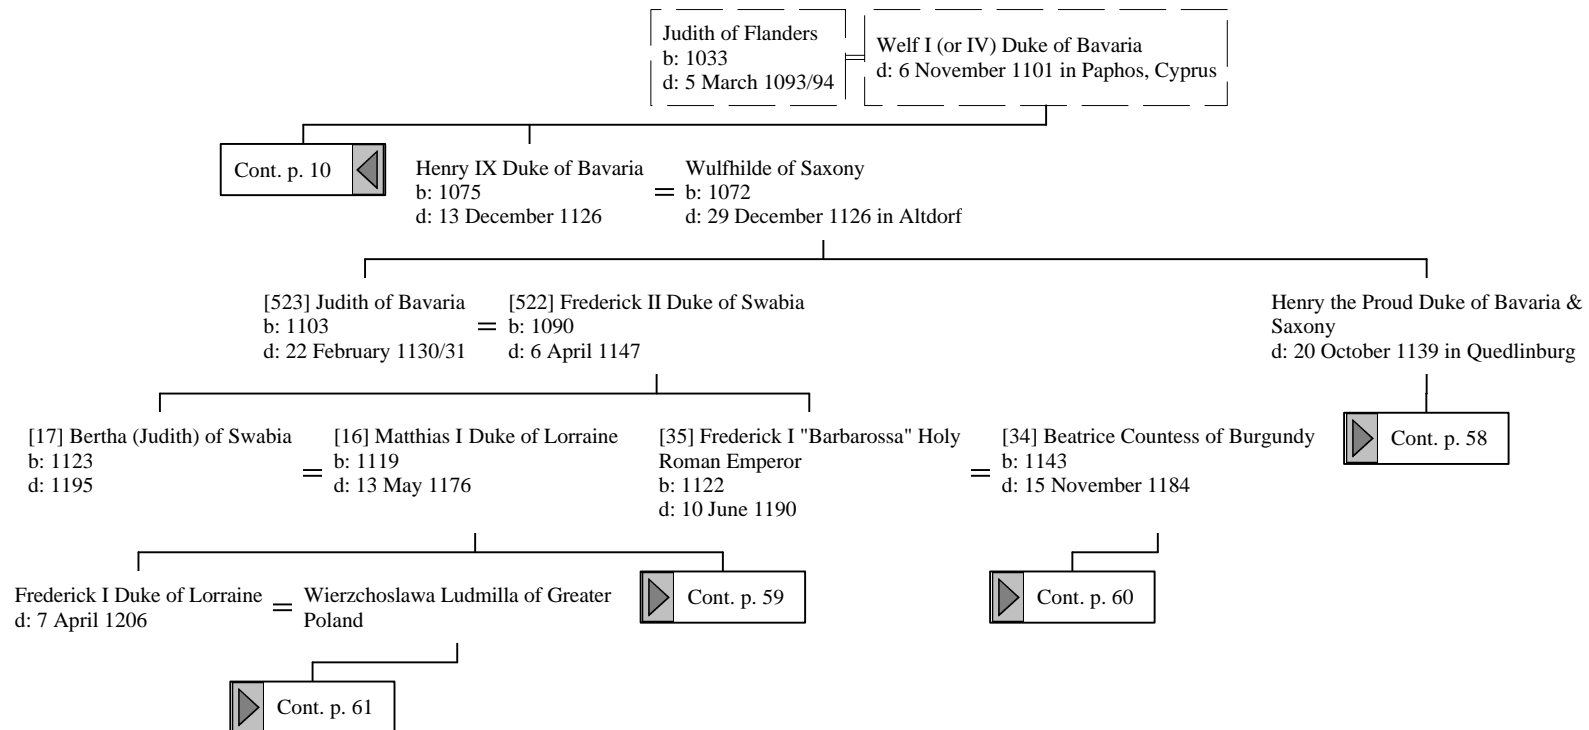 Judith of Flanders
b: 1033
d: 5 March 1093/94
Welf I (or IV) Duke of Bavaria
d: 6 November 1101 in Paphos, Cyprus
Cont. p. 10
Henry IX Duke of Bavaria
b: 1075
d: 13 December 1126
=
Wulfhilde of Saxony
b: 1072
d: 29 December 1126 in Altdorf
[523] Judith of Bavaria
b: 1103
d: 22 February 1130/31
=
[522] Frederick II Duke of Swabia
b: 1090
d: 6 April 1147
Henry the Proud Duke of Bavaria &
Saxony
d: 20 October 1139 in Quedlinburg
[17] Bertha (Judith) of Swabia
b: 1123
d: 1195
=
[16] Matthias I Duke of Lorraine
b: 1119
d: 13 May 1176
[35] Frederick I "Barbarossa" Holy
Roman Emperor
b: 1122
d: 10 June 1190
=
[34] Beatrice Countess of Burgundy
b: 1143
d: 15 November 1184
Cont. p. 58
Frederick I Duke of Lorraine
d: 7 April 1206
=
Wierzchoslawa Ludmilla of Greater
Poland
Cont. p. 59
Cont. p. 60
Cont. p. 61